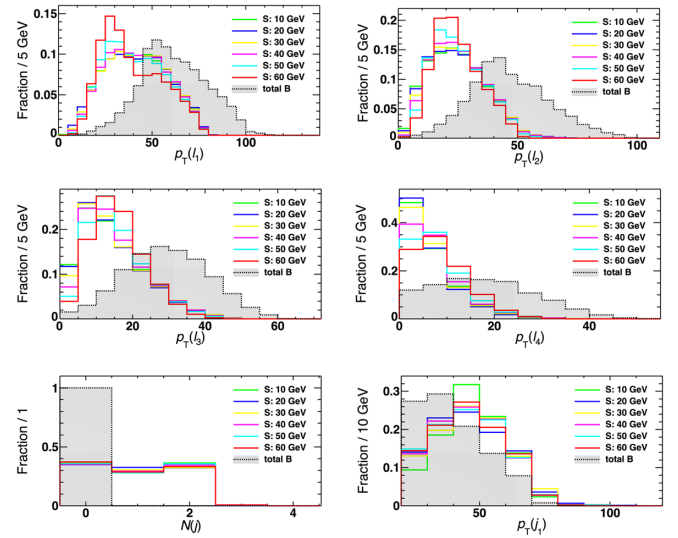 Fraction / 5 GeV
0.15
0.1
0.05
0
0 50 100
p_T(l_1)
S: 10 GeV
S: 20 GeV
S: 30 GeV
S: 40 GeV
S: 50 GeV
S: 60 GeV
total B
Fraction / 5 GeV
0.2
0.15
0.1
0.05
0
0 20 40 60 80 100
p_T(l_2)
S: 10 GeV
S: 20 GeV
S: 30 GeV
S: 40 GeV
S: 50 GeV
S: 60 GeV
total B
Fraction / 5 GeV
0.2
0.1
0
0 20 40 60
p_T(l_3)
S: 10 GeV
S: 20 GeV
S: 30 GeV
S: 40 GeV
S: 50 GeV
S: 60 GeV
total B
Fraction / 5 GeV
0.4
0.2
0
0 20 40
p_T(l_4)
S: 10 GeV
S: 20 GeV
S: 30 GeV
S: 40 GeV
S: 50 GeV
S: 60 GeV
total B
Fraction / 1
1
0.5
0
0 2 4
N(j)
S: 10 GeV
S: 20 GeV
S: 30 GeV
S: 40 GeV
S: 50 GeV
S: 60 GeV
total B
Fraction / 10 GeV
0.3
0.2
0.1
0
50 100
p_T(j_1)
S: 10 GeV
S: 20 GeV
S: 30 GeV
S: 40 GeV
S: 50 GeV
S: 60 GeV
total B